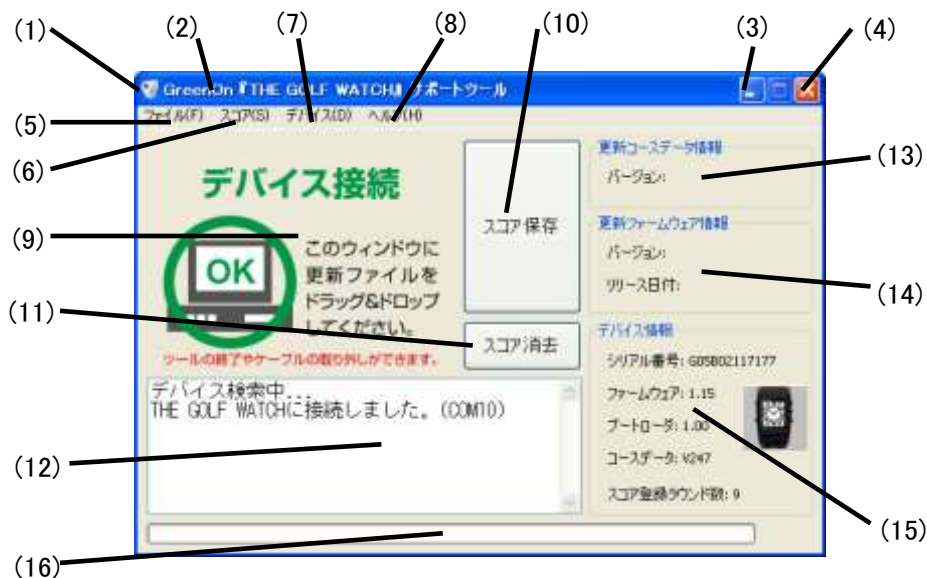 (1)
(2)
(7)
(8)
(10)
(3)
(4)
GreenOn『THE GOLF WATCH』サポートツール
(5)
ファイル(F) スコア(S) デバイス(D) ヘルプ(H)
(6)
デバイス接続
OK
このウィンドウに
更新ファイルを
ドラッグ&ドロップ
してください。
ツールの終了やケーブルの取り外しができます。
(9)
(11)
スコア保存
スコア消去
更新コースデータ情報
バージョン:
(13)
更新ファームウェア情報
バージョン:
リリース日付:
(14)
デバイス情報
シリアル番号: G05B02117177
ファームウェア: 1.15
ブートローダ: 1.00
コースデータ: V247
スコア登録ラウンド数: 9
(15)
デバイス検索中...
THE GOLF WATCHに接続しました。(COM10)
(12)
(16)